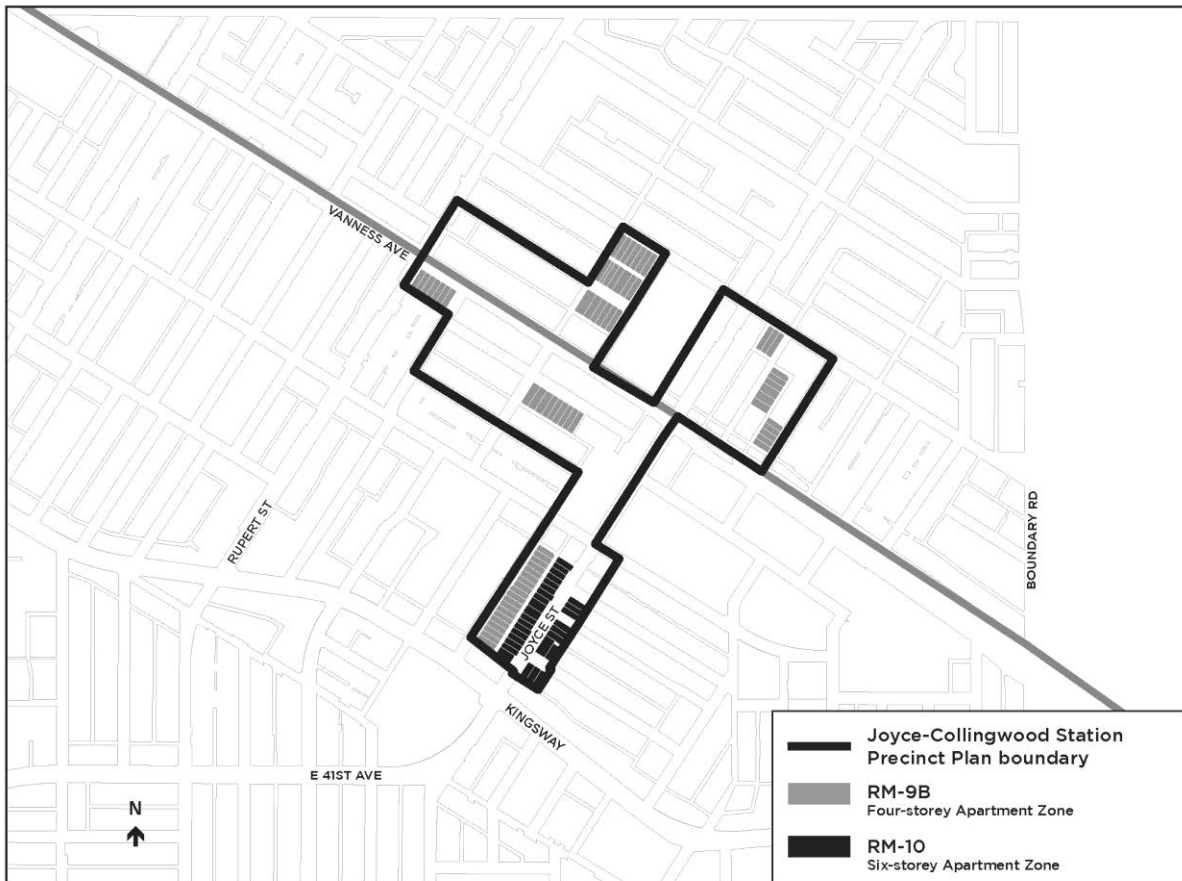 VANNESS AVE
RUPERT ST
BOUNDARY RD
JOYCE ST
KINGSWAY
E 41ST AVE
N
Joyce-Collingwood Station
Precinct Plan boundary
RM-9B
Four-storey Apartment Zone
RM-10
Six-storey Apartment Zone